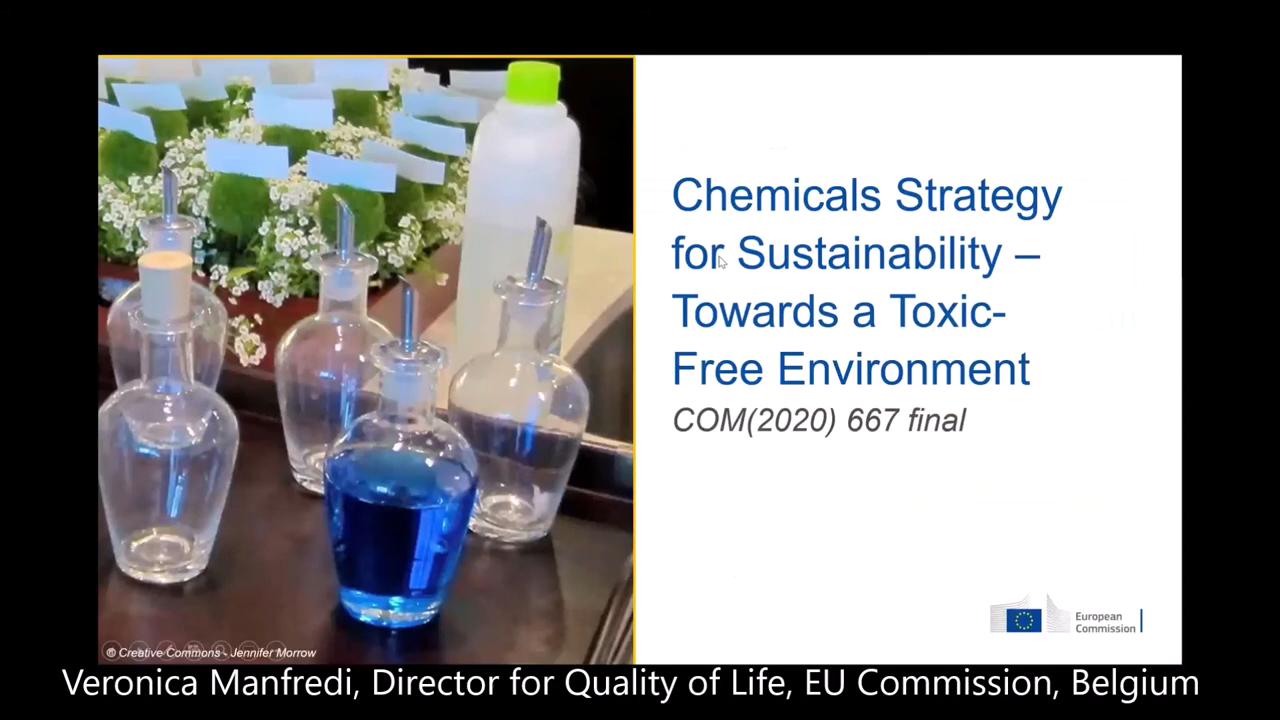 Chemicals Strategy
for Sustainability –
Towards a Toxic-
Free Environment
COM(2020) 667 final
© Creative Commons - Jennifer Morrow
European
Commission
Veronica Manfredi, Director for Quality of Life, EU Commission, Belgium